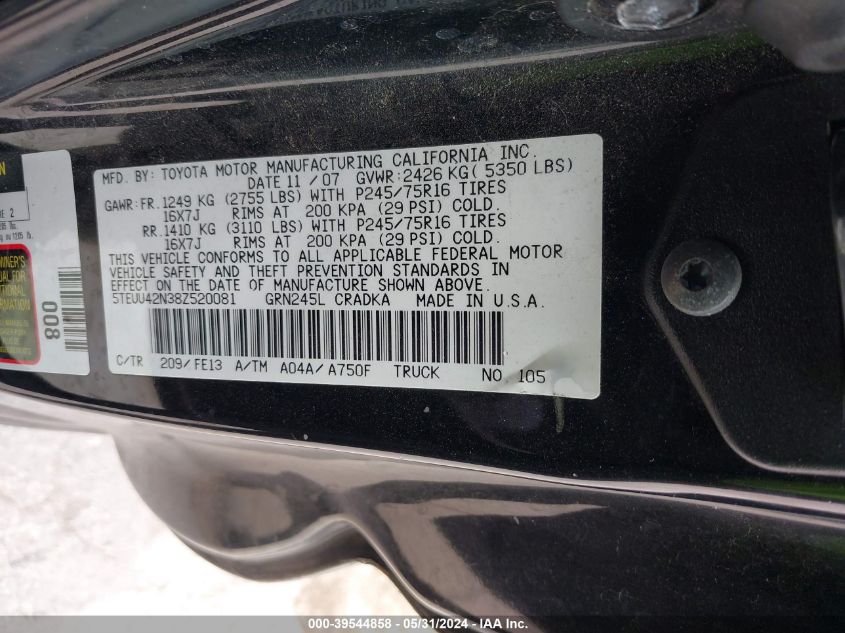 MFD. BY: TOYOTA MOTOR MANUFACTURING CALIFORNIA INC.
DATE 11 / 07 GVWR: 2426 KG ( 5350 LBS)
GAWR: FR. 1249 KG (2755 LBS) WITH P245/75R16 TIRES
16X7J RIMS AT 200 KPA (29 PSI) COLD.
RR. 1410 KG (3110 LBS) WITH P245/75R16 TIRES
16X7J RIMS AT 200 KPA (29 PSI) COLD.
THIS VEHICLE CONFORMS TO ALL APPLICABLE FEDERAL MOTOR
VEHICLE SAFETY AND THEFT PREVENTION STANDARDS IN
EFFECT ON THE DATE OF MANUFACTURE SHOWN ABOVE.
5TEUU42N38Z520081 GRN245L CRADKA MADE IN U.S.A.
C/TR 209/FE13 A/TM A04A/A750F TRUCK NO. 105
008
000-39544858 - 05/31/2024 - IAA Inc.